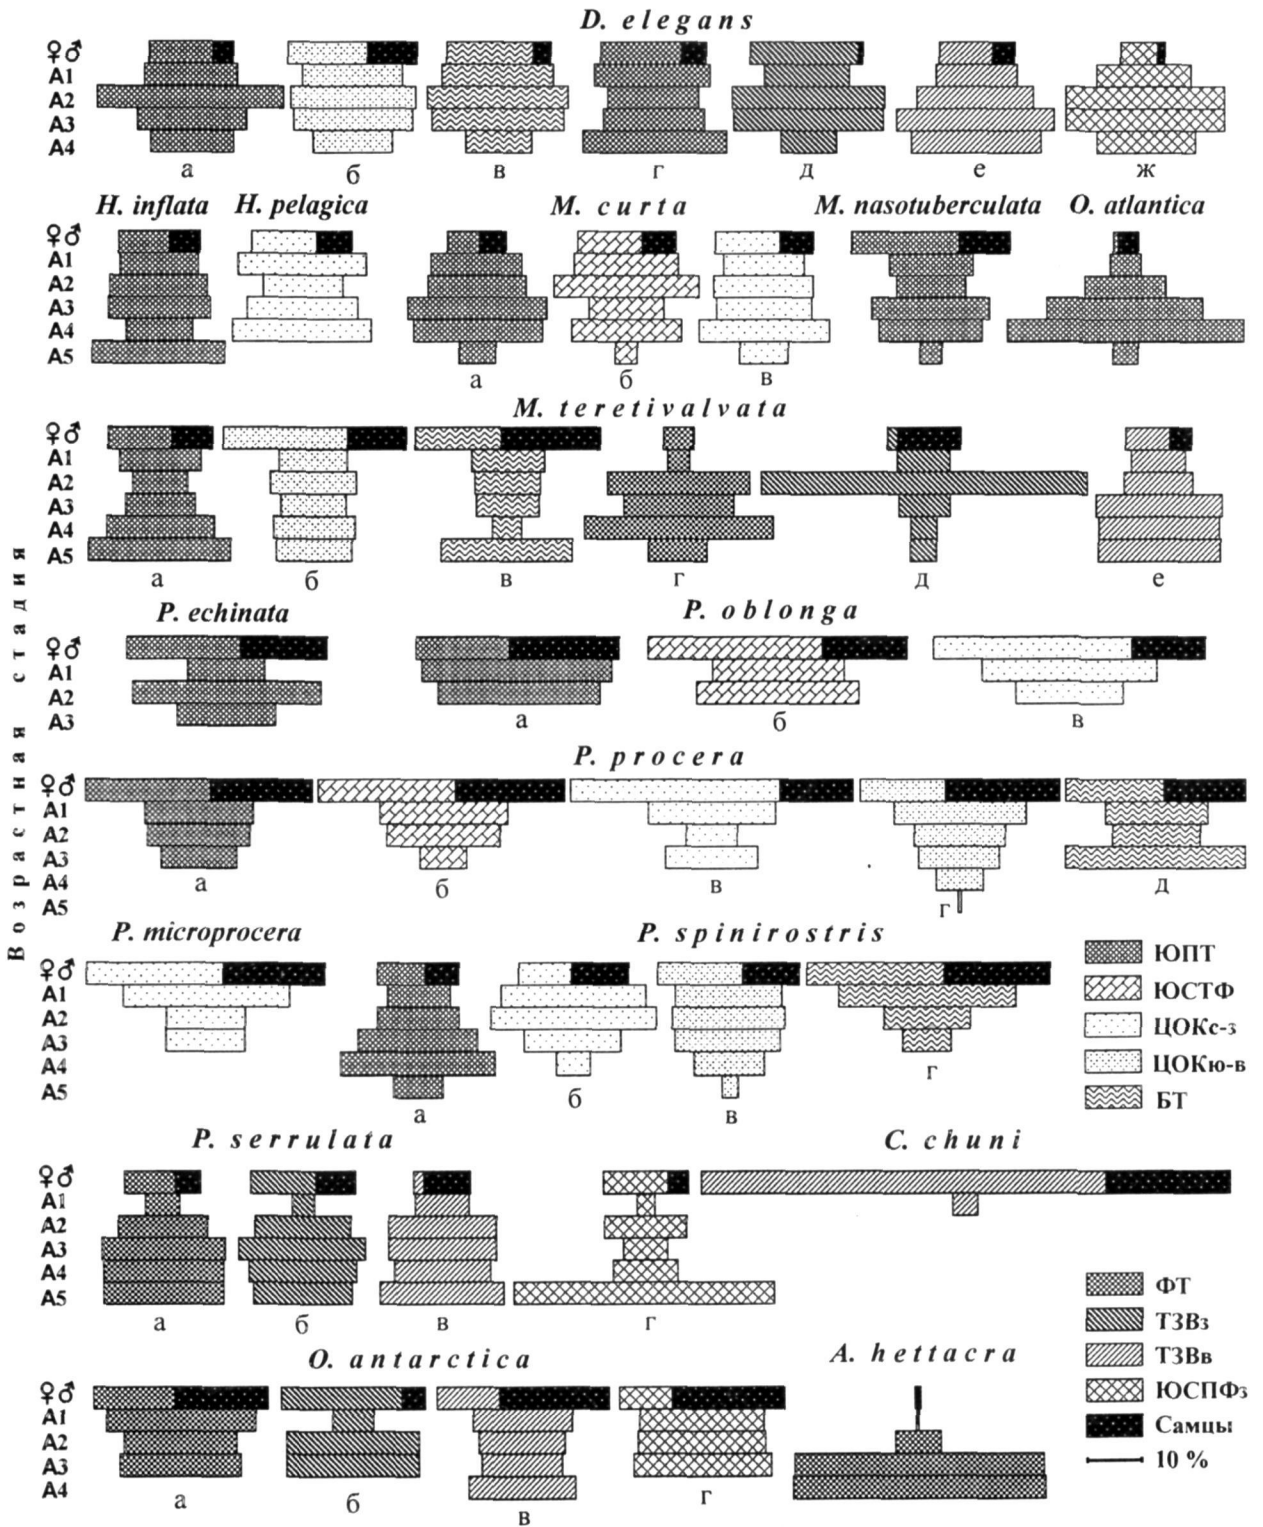 D. elegans
♀♂
A1
A2
A3
A4
а б в г д е ж
H. inflata H. pelagica M. curta M. nasotuberculata O. atlantica
♀♂
A1
A2
A3
A4
A5
а б в
M. teretivalvata
♀♂
A1
A2
A3
A4
A5
а б в г д е
Возрастная стадия
P. echinata P. oblonga
♀♂
A1
A2
A3
а б в
P. procera
♀♂
A1
A2
A3
A4
A5
а б в г д
P. microprocera P. spinirostris
♀♂
A1
A2
A3
A4
A5
а б в г
ЮПТ
ЮСТФ
ЦОКс-з
ЦОКю-в
БТ
P. serrulata C. chuni
♀♂
A1
A2
A3
A4
A5
а б в г
O. antarctica A. hettacra
♀♂
A1
A2
A3
A4
а б в г
ФТ
ТЗВз
ТЗВв
ЮСПФз
Самцы
10 %